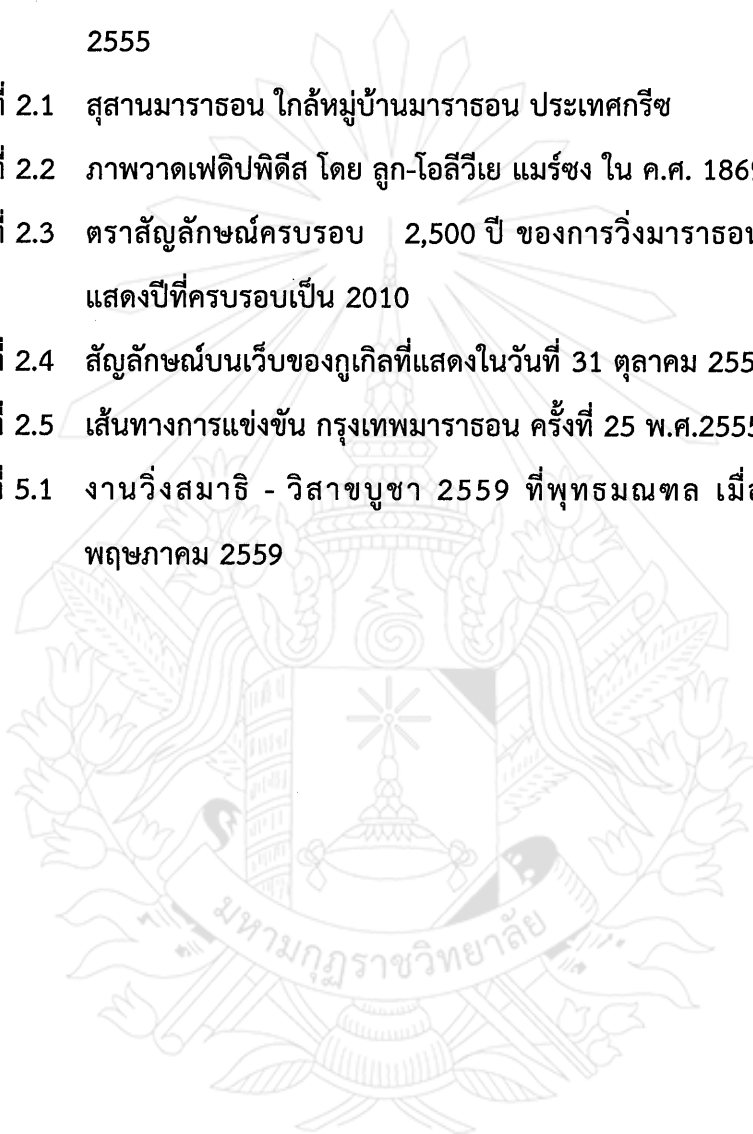 2555
ที่ 2.1 สุสานมาราธอน ใกล้หมู่บ้านมาราธอน ประเทศกรีซ
ที่ 2.2 ภาพวาดเฟดิปพิดีส โดย ลูก-โอลีวีเย แมร์ซง ใน ค.ศ. 1869
ที่ 2.3 ตราสัญลักษณ์ครบรอบ 2,500 ปี ของการวิ่งมาราธอน
แสดงปีที่ครบรอบเป็น 2010
ที่ 2.4 สัญลักษณ์บนเว็บของกูเกิลที่แสดงในวันที่ 31 ตุลาคม 255
ที่ 2.5 เส้นทางการแข่งขัน กรุงเทพมาราธอน ครั้งที่ 25 พ.ศ.2555
ที่ 5.1 งานวิ่งสมาธิ - วิสาขบูชา 2559 ที่พุทธมณฑล เมื่อ
พฤษภาคม 2559
มหามกุฏราชวิทยาลัย